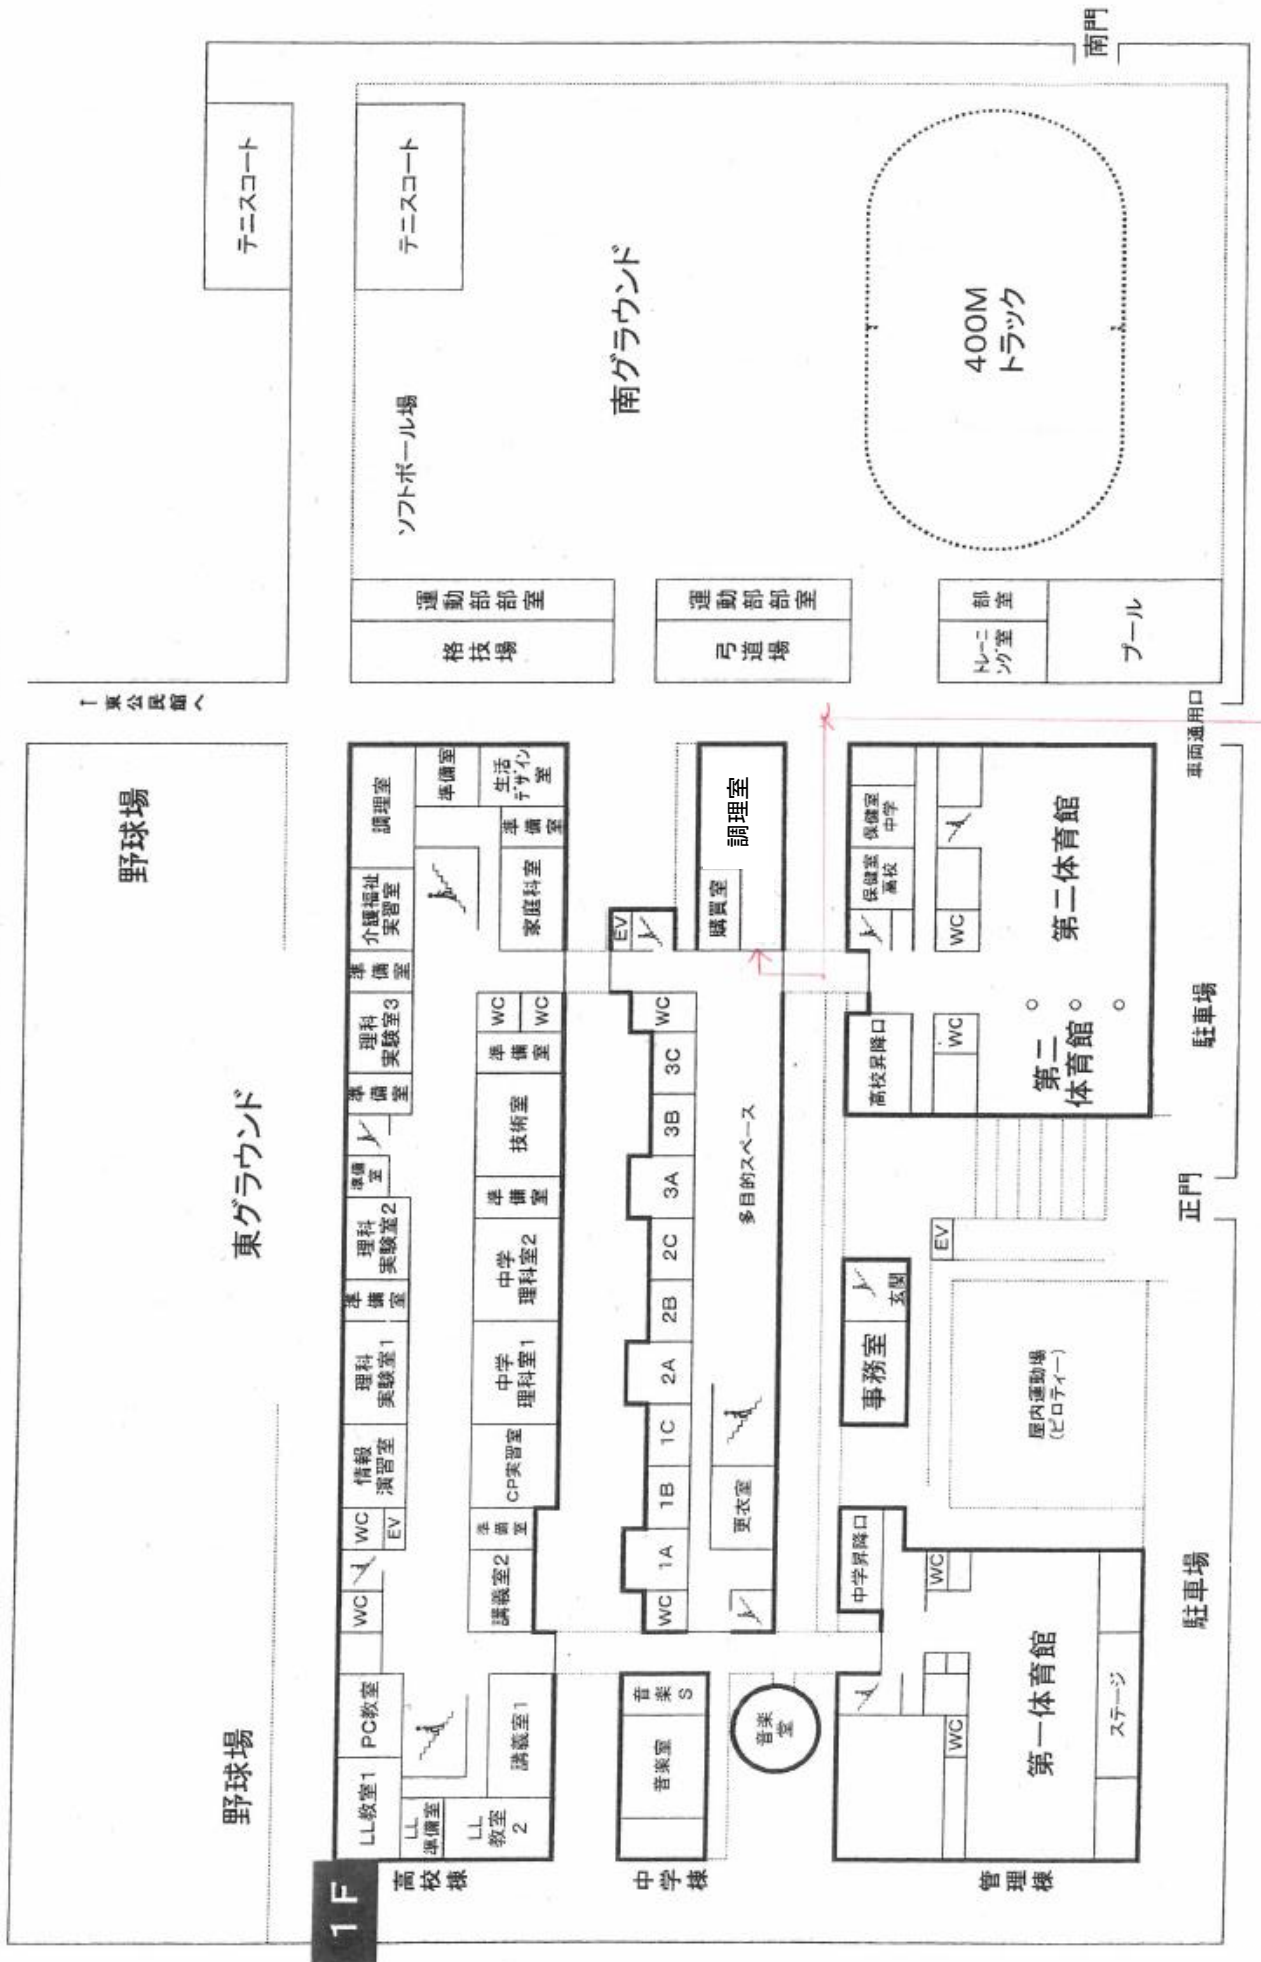 1F
野球場
野球場
東グラウンド
↑東公民館へ
テニスコート
テニスコート
ソフトボール場
南グラウンド
400M
トラック
南門
運動部部室
格技場
運動部部室
弓道場
部室
トレーニ
ング室
プール
車両通用口
高校棟
LL教室1
PC教室
WC
WC
EV
情報
演習室
理科
実験室1
準備室
理科
実験室2
準備室
準備室
理科
実験室3
準備室
介護福祉
実習室
調理室
LL
準備室
LL
教室
2
講義室1
講義室2
準備室
CP実習室
中学
理科室1
中学
理科室2
準備室
技術室
準備室
WC
WC
家庭科室
準備室
準備室
生活
デザイン
室
中学棟
音楽室
音楽
S
音楽堂
WC
1A
1B
1C
2A
2B
2C
3A
3B
3C
WC
EV
更衣室
多目的スペース
購買室
調理室
管理棟
中学昇降口
WC
WC
第一体育館
ステージ
事務室
玄関
EV
屋内運動場
(ピロティー)
高校昇降口
WC
WC
保健室
高校
保健室
中学
第二
体育館
第二体育館
駐車場
正門
駐車場